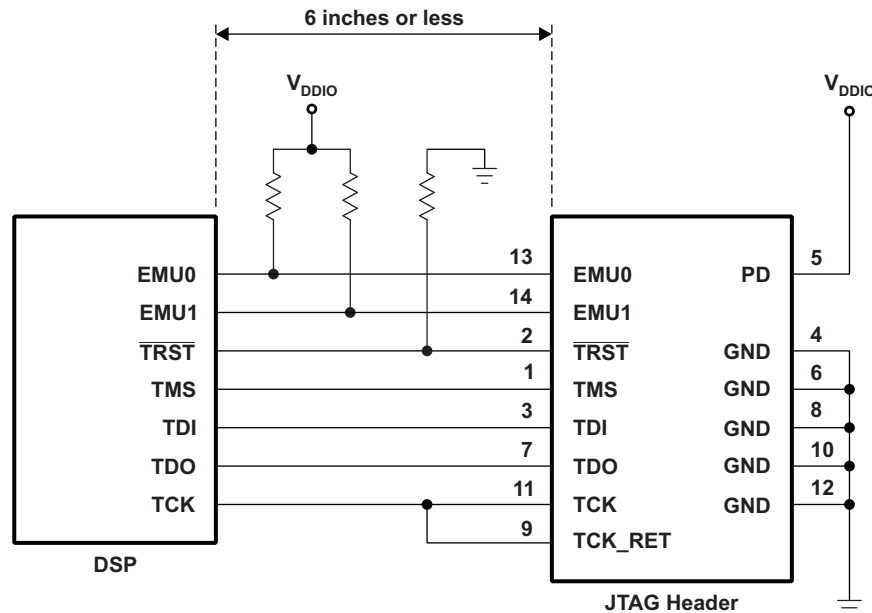 6 inches or less
VDDIO
VDDIO
13
EMU0
EMU0
PD
5
14
EMU1
EMU1
2
TRST
TRST
GND
4
1
TMS
TMS
GND
6
3
TDI
TDI
GND
8
7
TDO
TDO
GND
10
11
TCK
TCK
GND
12
9
TCK_RET
DSP
JTAG Header